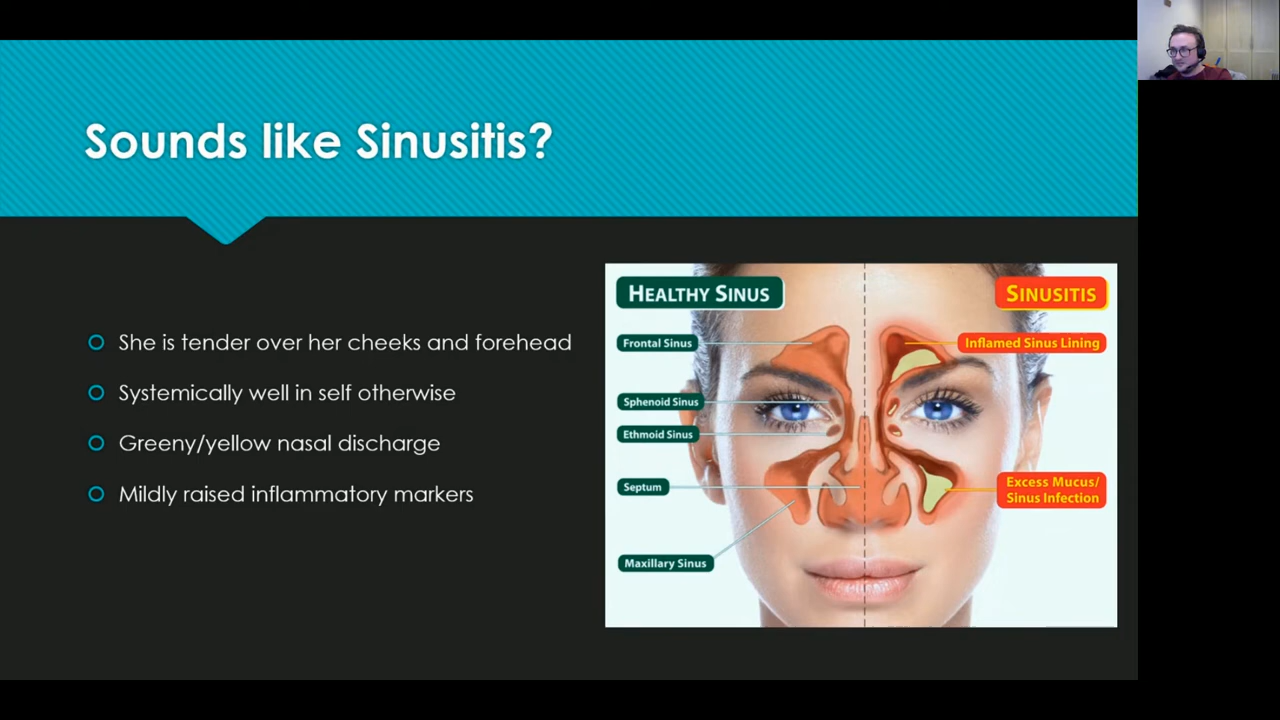 Sounds like Sinusitis?
She is tender over her cheeks and forehead
Systemically well in self otherwise
Greeny/yellow nasal discharge
Mildly raised inflammatory markers
HEALTHY SINUS
SINUSITIS
Frontal Sinus
Inflamed Sinus Lining
Sphenoid Sinus
Ethmoid Sinus
Septum
Excess Mucus/
Sinus Infection
Maxillary Sinus